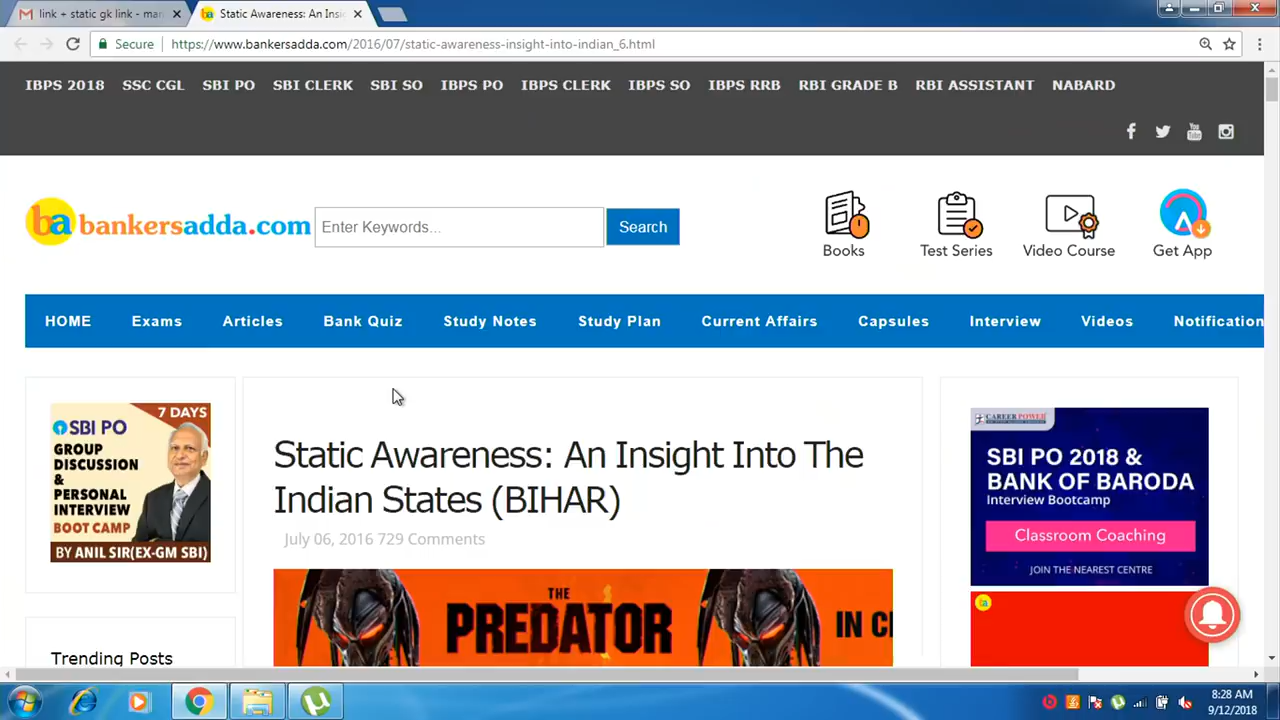 link + static gk link - man
Static Awareness: An Insi
Secure
https://www.bankersadda.com/2016/07/static-awareness-insight-into-indian_6.html
IBPS 2018 SSC CGL SBI PO SBI CLERK SBI SO IBPS PO IBPS CLERK IBPS SO IBPS RRB RBI GRADE B RBI ASSISTANT NABARD
ba bankersadda.com
Enter Keywords...
Search
Books
Test Series
Video Course
Get App
HOME Exams Articles Bank Quiz Study Notes Study Plan Current Affairs Capsules Interview Videos Notification
7 DAYS
SBI PO
GROUP
DISCUSSION
&
PERSONAL
INTERVIEW
BOOT CAMP
BY ANIL SIR(EX-GM SBI)
Trending Posts
Static Awareness: An Insight Into The
Indian States (BIHAR)
July 06, 2016 729 Comments
THE
PREDATOR
IN CI
CAREER POWER
SBI PO 2018 &
BANK OF BARODA
Interview Bootcamp
Classroom Coaching
JOIN THE NEAREST CENTRE
8:28 AM
9/12/2018